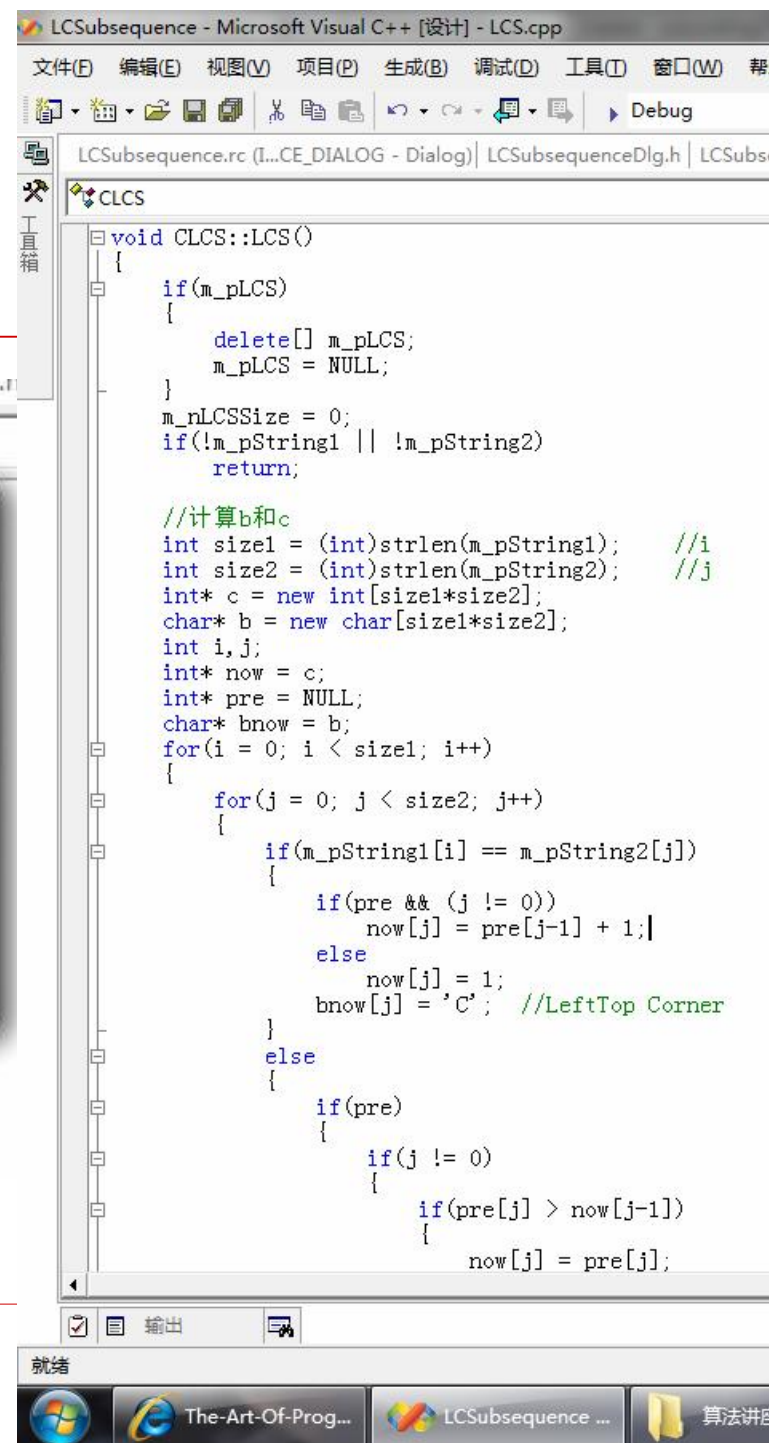 LCSubsequence - Microsoft Visual C++ [设计] - LCS.cpp
文件(F) 编辑(E) 视图(V) 项目(P) 生成(B) 调试(D) 工具(T) 窗口(W) 帮
Debug
LCSubsequence.rc (I...CE_DIALOG - Dialog) LCSubsequenceDlg.h LCSubs
CLCS
工具箱
void CLCS::LCS()
{
if(m_pLCS)
{
delete[] m_pLCS;
m_pLCS = NULL;
}
m_nLCSSize = 0;
if(!m_pString1 || !m_pString2)
return;
//计算b和c
int size1 = (int)strlen(m_pString1); //i
int size2 = (int)strlen(m_pString2); //j
int* c = new int[size1*size2];
char* b = new char[size1*size2];
int i,j;
int* now = c;
int* pre = NULL;
char* bnow = b;
for(i = 0; i < size1; i++)
{
for(j = 0; j < size2; j++)
{
if(m_pString1[i] == m_pString2[j])
{
if(pre && (j != 0))
now[j] = pre[j-1] + 1;
else
now[j] = 1;
bnow[j] = 'C'; //LeftTop Corner
}
else
{
if(pre)
{
if(j != 0)
{
if(pre[j] > now[j-1])
{
now[j] = pre[j];
输出
就绪
The-Art-Of-Prog... LCSubsequence ... 算法讲座